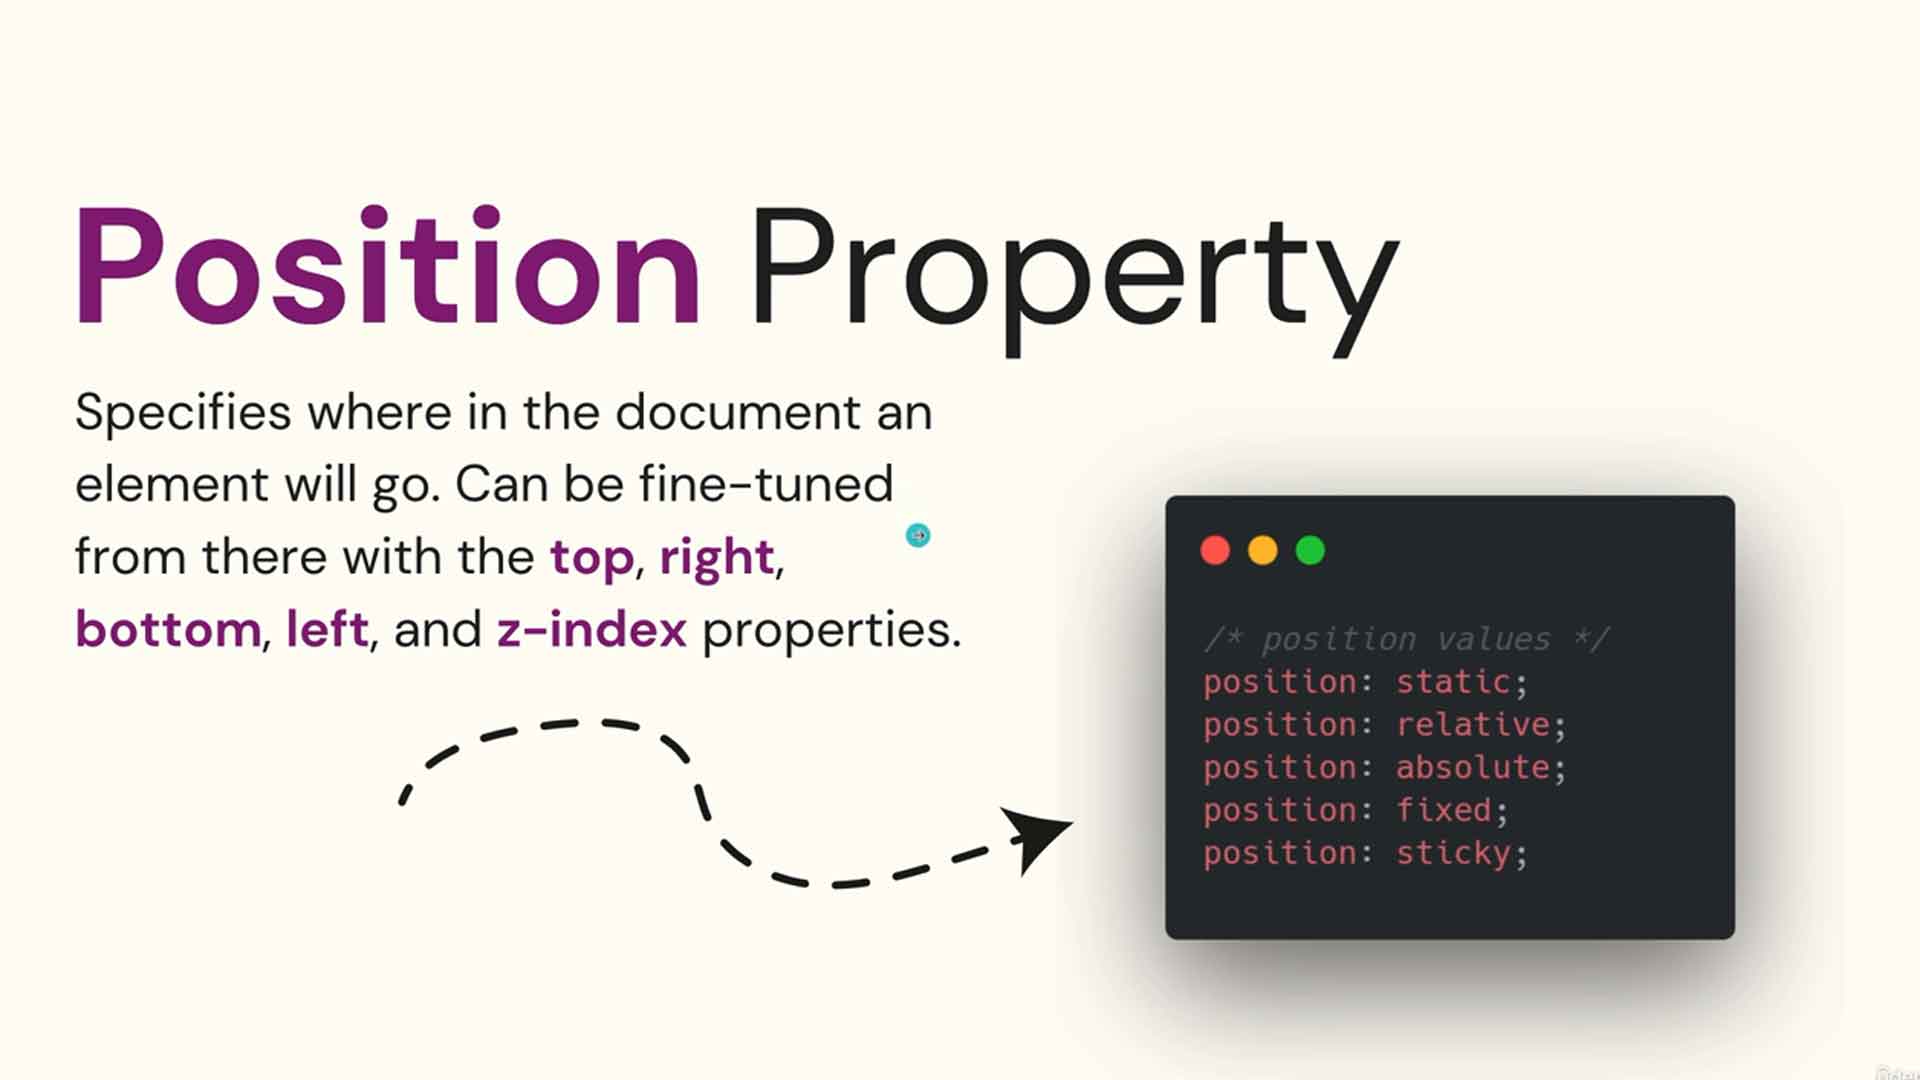 Position Property
Specifies where in the document an
element will go. Can be fine-tuned
from there with the top, right,
bottom, left, and z-index properties.
/* position values */
position: static;
position: relative;
position: absolute;
position: fixed;
position: sticky;